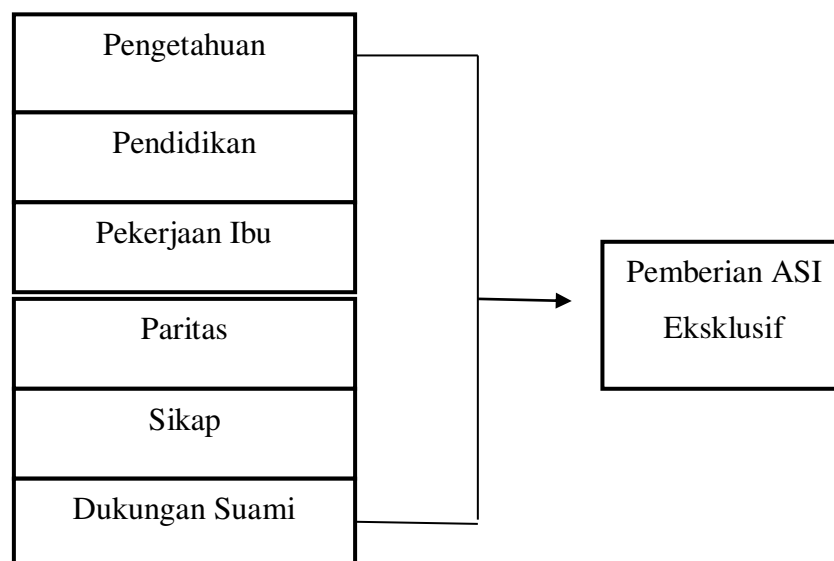 Pengetahuan
Pendidikan
Pekerjaan Ibu
Paritas
Sikap
Dukungan Suami
Pemberian ASI
Eksklusif